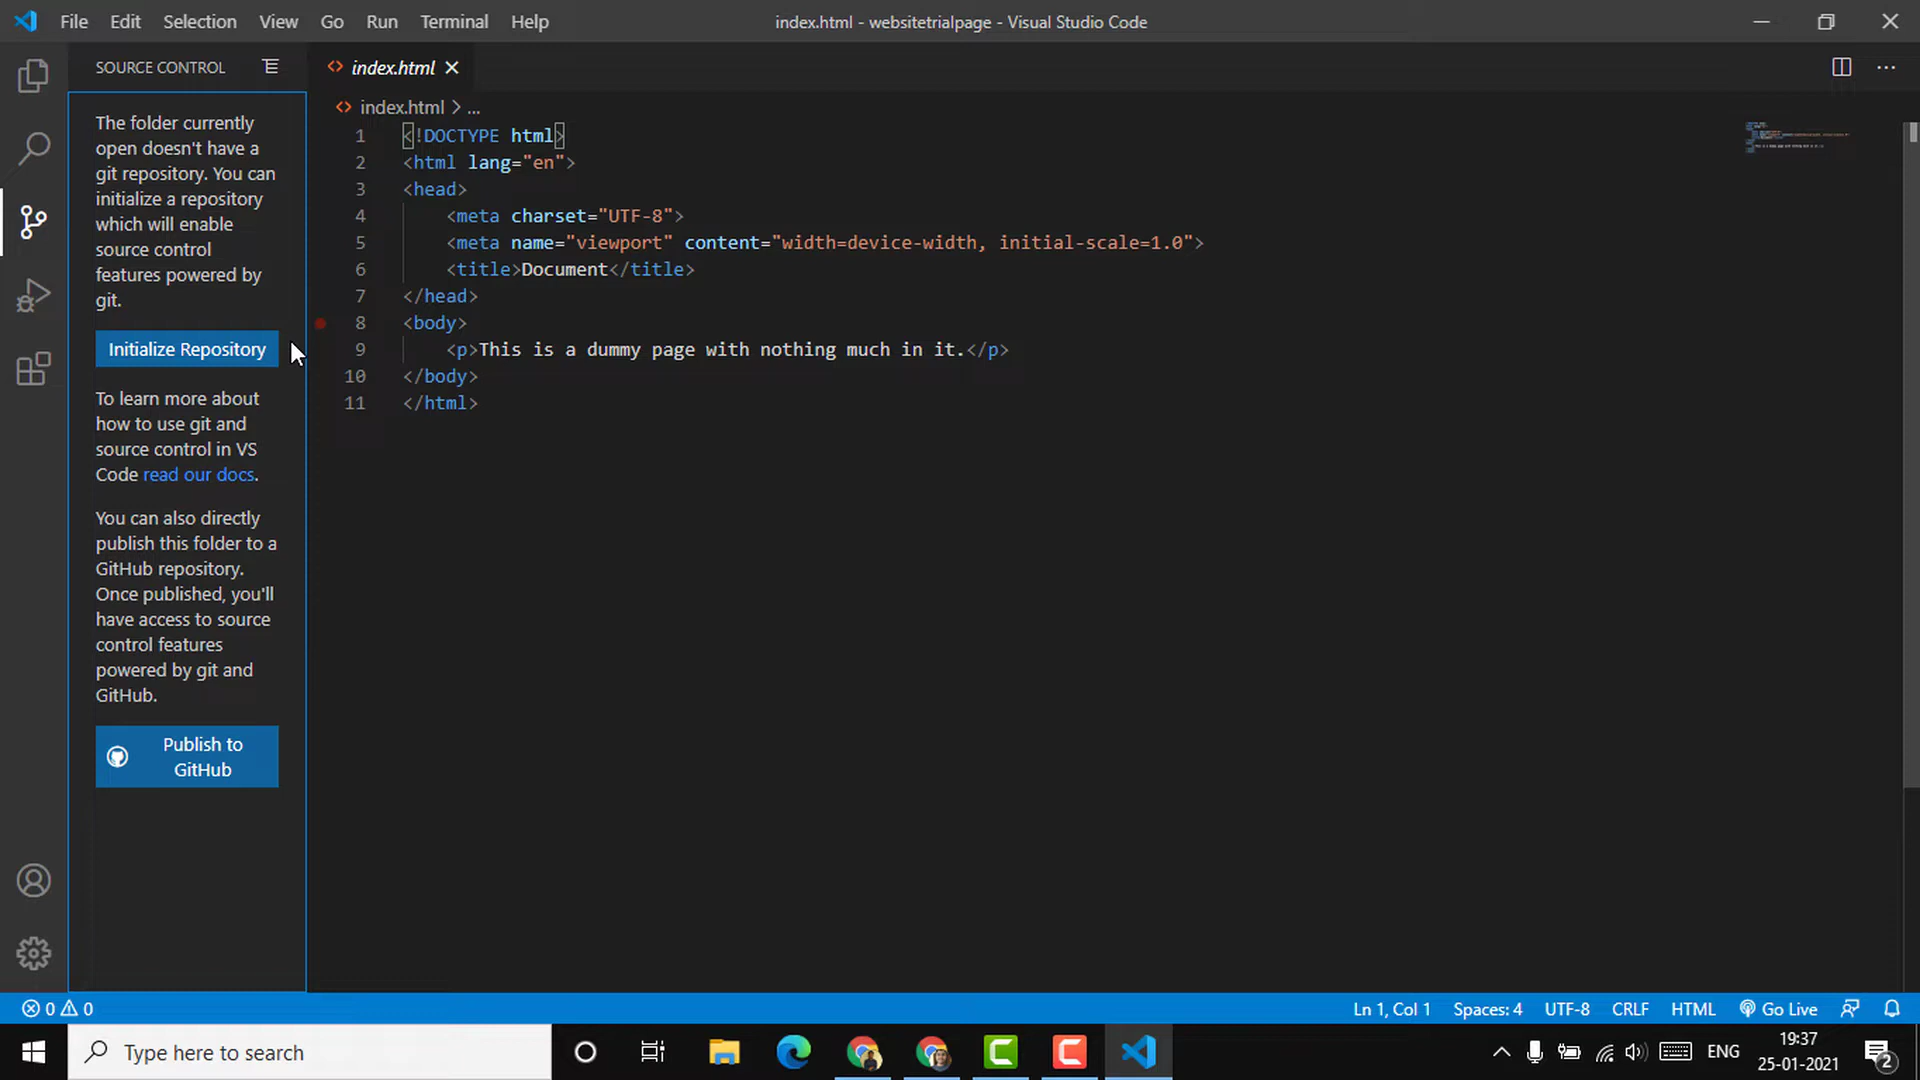 File Edit Selection View Go Run Terminal Help
index.html - websitetrialpage - Visual Studio Code
SOURCE CONTROL
The folder currently
open doesn't have a
git repository. You can
initialize a repository
which will enable
source control
features powered by
git.
Initialize Repository
To learn more about
how to use git and
source control in VS
Code read our docs.
You can also directly
publish this folder to a
GitHub repository.
Once published, you'll
have access to source
control features
powered by git and
GitHub.
Publish to
GitHub
index.html
index.html > ...
1 <!DOCTYPE html>
2 <html lang="en">
3 <head>
4 <meta charset="UTF-8">
5 <meta name="viewport" content="width=device-width, initial-scale=1.0">
6 <title>Document</title>
7 </head>
8 <body>
9 <p>This is a dummy page with nothing much in it.</p>
10 </body>
11 </html>
0 0
Ln 1, Col 1 Spaces: 4 UTF-8 CRLF HTML Go Live
Type here to search
ENG
19:37
25-01-2021
2